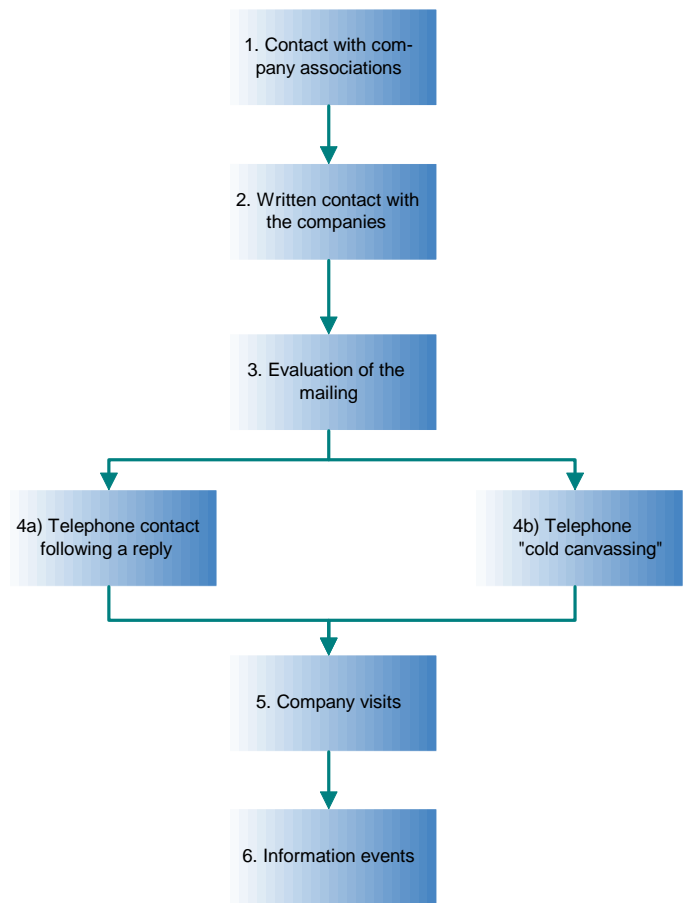 1. Contact with com-
pany associations
2. Written contact with
the companies
3. Evaluation of the
mailing
4a) Telephone contact
following a reply
4b) Telephone
"cold canvassing"
5. Company visits
6. Information events